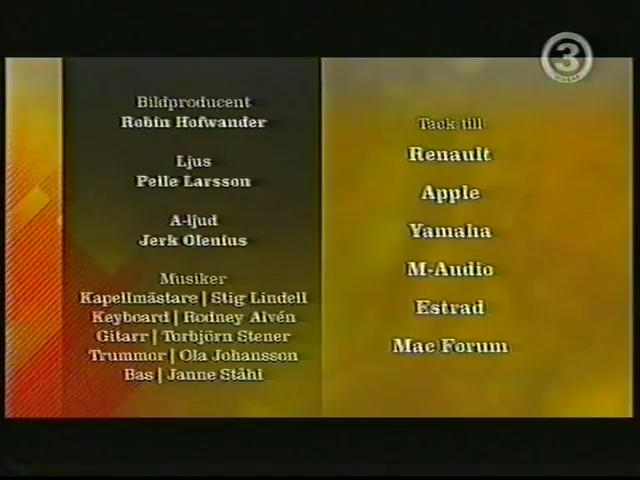 3
VIASAT
Bildproducent
Robin Hofwander
Ljus
Pelle Larsson
A-ljud
Jerk Olenius
Musiker
Kapellmästare | Stig Lindell
Keyboard | Rodney Alvén
Gitarr | Torbjörn Stener
Trummor | Ola Johansson
Bas | Janne Ståhl
Tack till
Renault
Apple
Yamaha
M-Audio
Estrad
Mac Forum